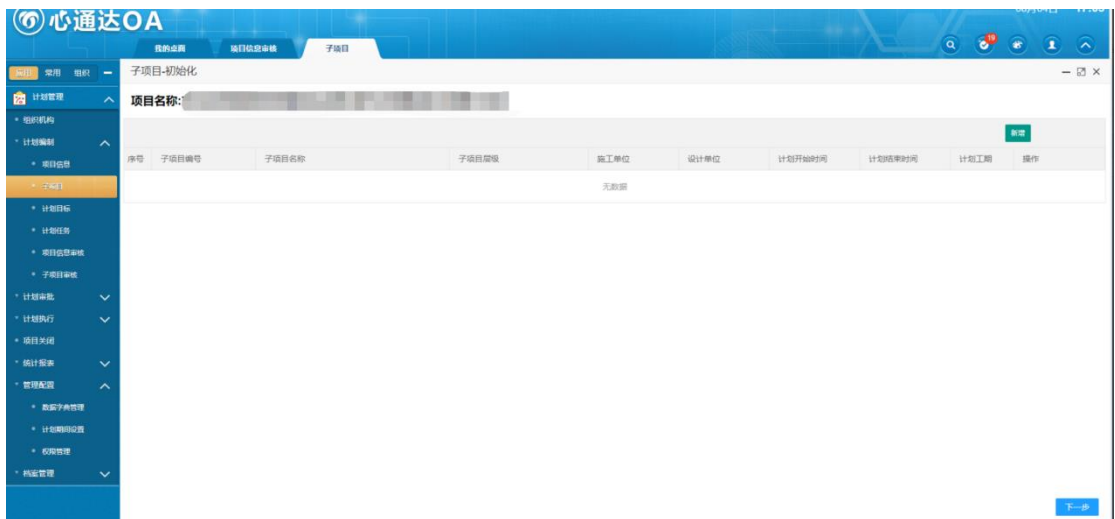 心通达OA
我的桌面 项目信息审核 子项目
19
应用 常用 组织
子项目-初始化
计划管理
项目名称:
组织机构
新增
计划编制
序号 子项目编号 子项目名称 子项目层级 施工单位 设计单位 计划开始时间 计划结束时间 计划工期 操作
项目信息
子项目
无数据
计划目标
计划任务
项目信息审核
子项目审核
计划审批
计划执行
项目关闭
统计报表
管理配置
数据字典管理
计划期间设置
权限管理
档案管理
下一步